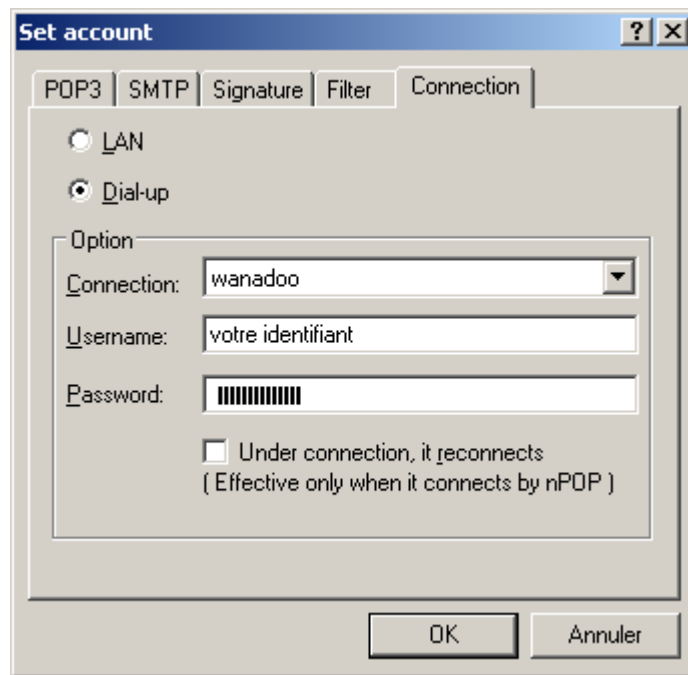 Set account
POP3 SMTP Signature Filter Connection
LAN
Dial-up
Option
Connection: wanadoo
Username: votre identifiant
Password:
Under connection, it reconnects
( Effective only when it connects by nPOP )
OK Annuler